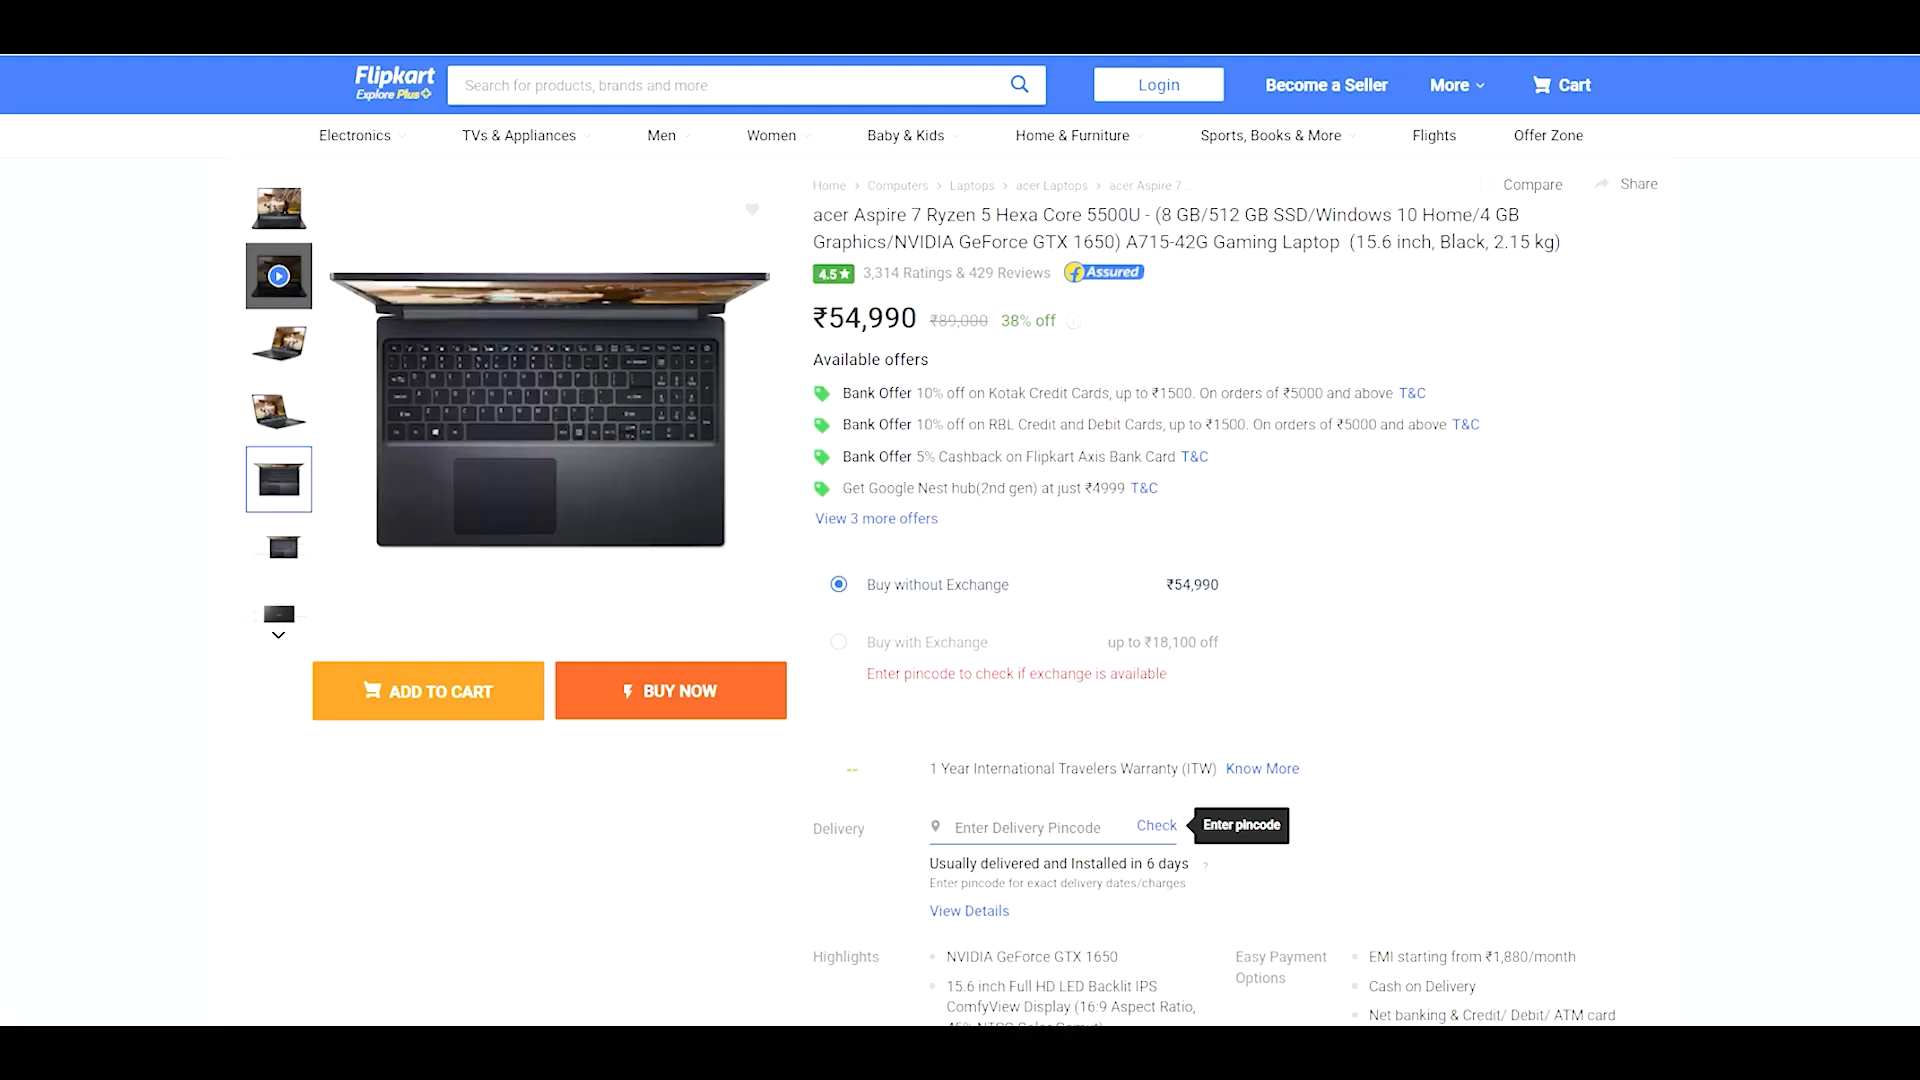 Flipkart
Explore Plus
Search for products, brands and more
Login
Become a Seller
More
Cart
Electronics
TVs & Appliances
Men
Women
Baby & Kids
Home & Furniture
Sports, Books & More
Flights
Offer Zone
Home > Computers > Laptops > acer Laptops > acer Aspire 7 ...
Compare
Share
acer Aspire 7 Ryzen 5 Hexa Core 5500U - (8 GB/512 GB SSD/Windows 10 Home/4 GB
Graphics/NVIDIA GeForce GTX 1650) A715-42G Gaming Laptop (15.6 inch, Black, 2.15 kg)
4.5★ 3,314 Ratings & 429 Reviews Assured
₹54,990 ₹89,000 38% off
Available offers
Bank Offer 10% off on Kotak Credit Cards, up to ₹1500. On orders of ₹5000 and above T&C
Bank Offer 10% off on RBL Credit and Debit Cards, up to ₹1500. On orders of ₹5000 and above T&C
Bank Offer 5% Cashback on Flipkart Axis Bank Card T&C
Get Google Nest hub(2nd gen) at just ₹4999 T&C
View 3 more offers
Buy without Exchange ₹54,990
Buy with Exchange up to ₹18,100 off
Enter pincode to check if exchange is available
ADD TO CART
BUY NOW
1 Year International Travelers Warranty (ITW) Know More
Delivery
Enter Delivery Pincode
Check
Enter pincode
Usually delivered and Installed in 6 days ?
Enter pincode for exact delivery dates/charges
View Details
Highlights
NVIDIA GeForce GTX 1650
15.6 inch Full HD LED Backlit IPS
ComfyView Display (16:9 Aspect Ratio,
Easy Payment
Options
EMI starting from ₹1,880/month
Cash on Delivery
Net banking & Credit/ Debit/ ATM card